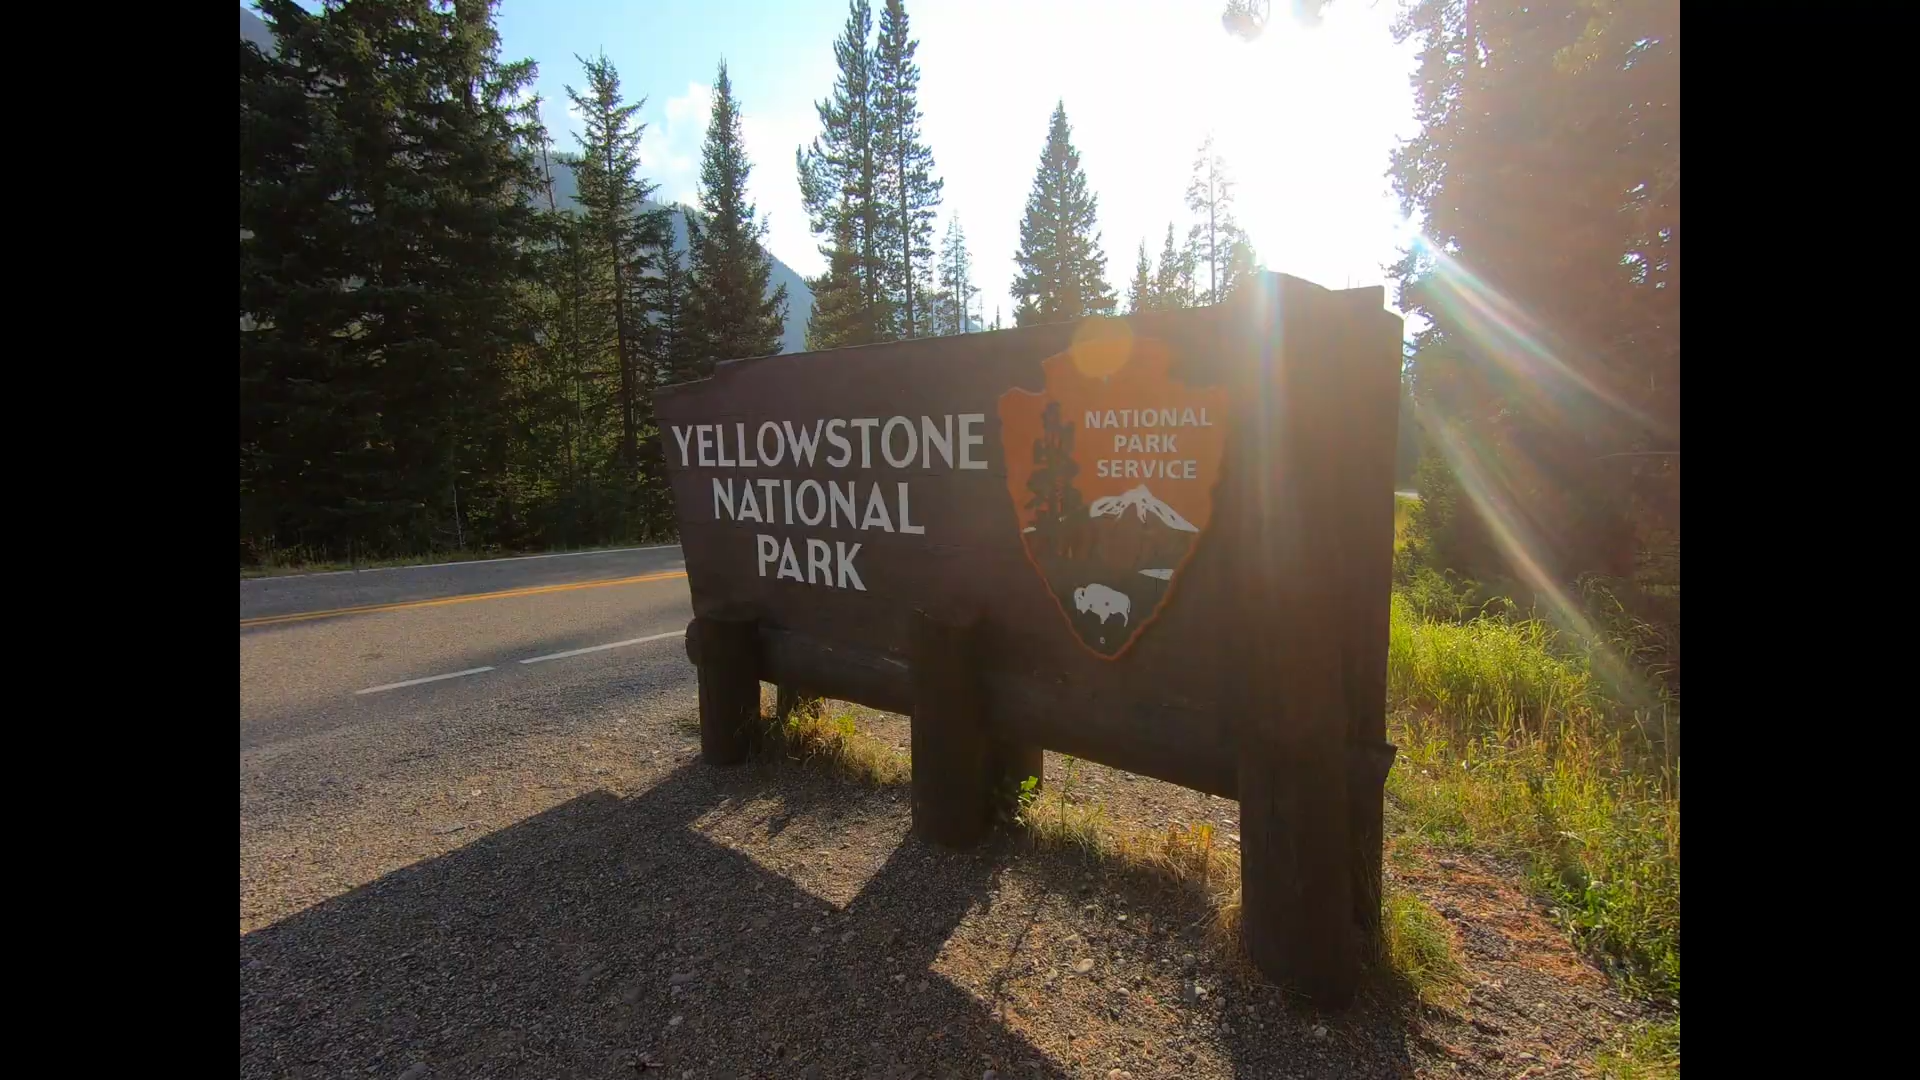 YELLOWSTONE
NATIONAL
PARK
NATIONAL
PARK
SERVICE